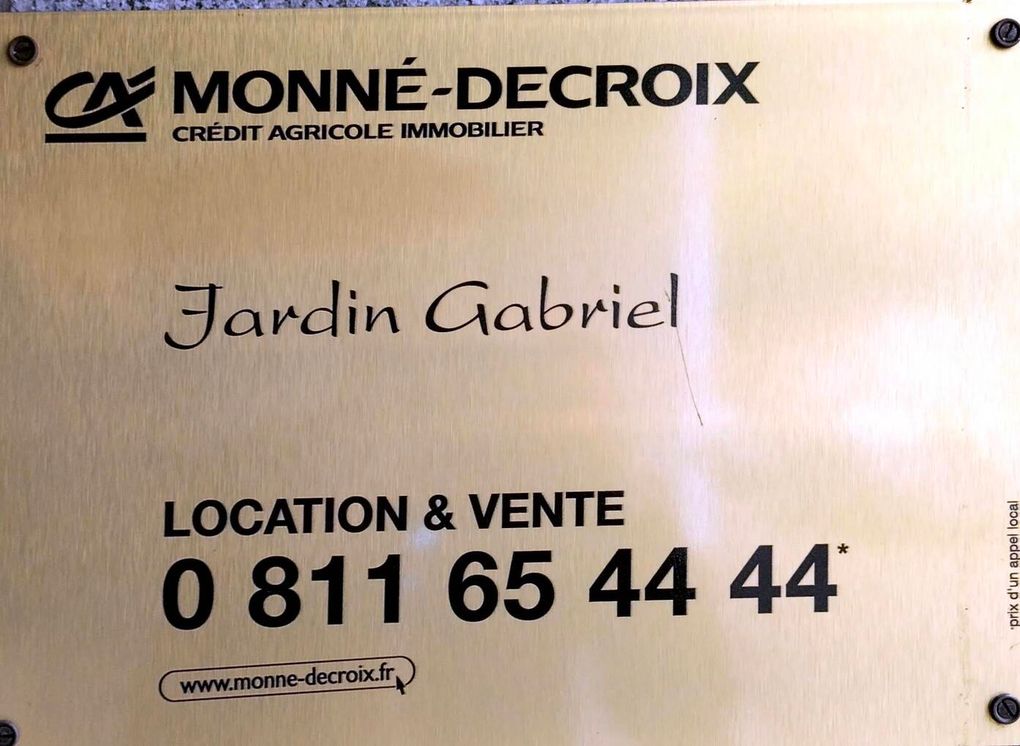 CA MONNÉ-DECROIX
CRÉDIT AGRICOLE IMMOBILIER
Jardin Gabriel
LOCATION & VENTE
0 811 65 44 44*
www.monne-decroix.fr
*prix d'un appel local